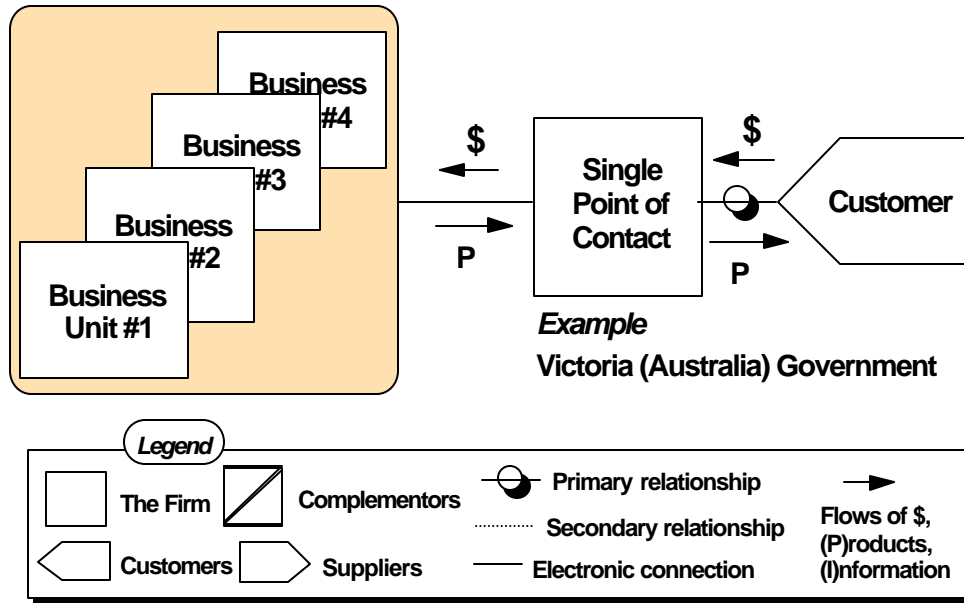 Business
#4
Business
#3
Business
#2
Business
Unit #1
$
P
Single
Point of
Contact
$
P
Customer
Example
Victoria (Australia) Government
Legend
The Firm
Complementors
Customers
Suppliers
Primary relationship
Secondary relationship
Electronic connection
Flows of $,
(P)roducts,
(I)nformation